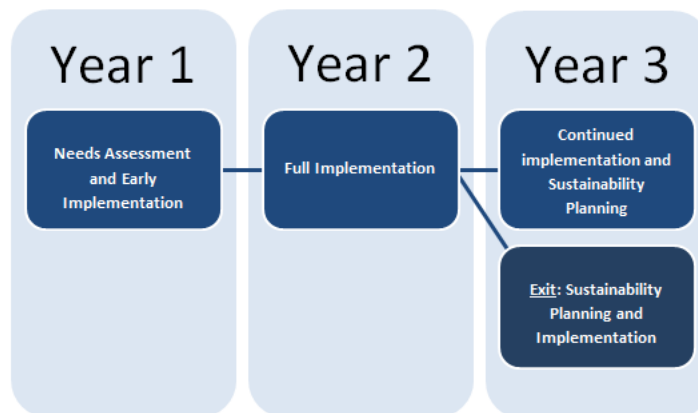 Year 1
Needs Assessment
and Early
Implementation
Year 2
Full Implementation
Year 3
Continued
implementation and
Sustainability
Planning
Exit: Sustainability
Planning and
Implementation